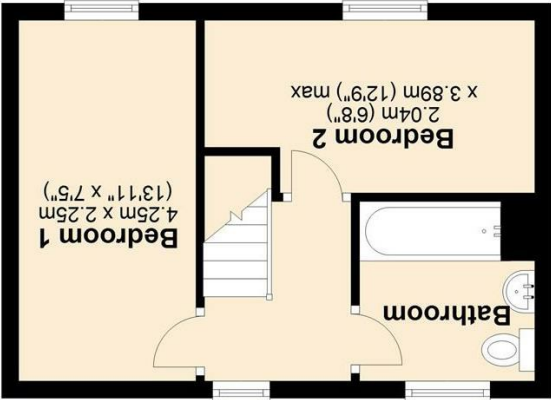 Bathroom
Bedroom 1
4.25m x 2.25m
(13'11" x 7'5")
Bedroom 2
2.04m (6'8")
x 3.89m (12'9") max